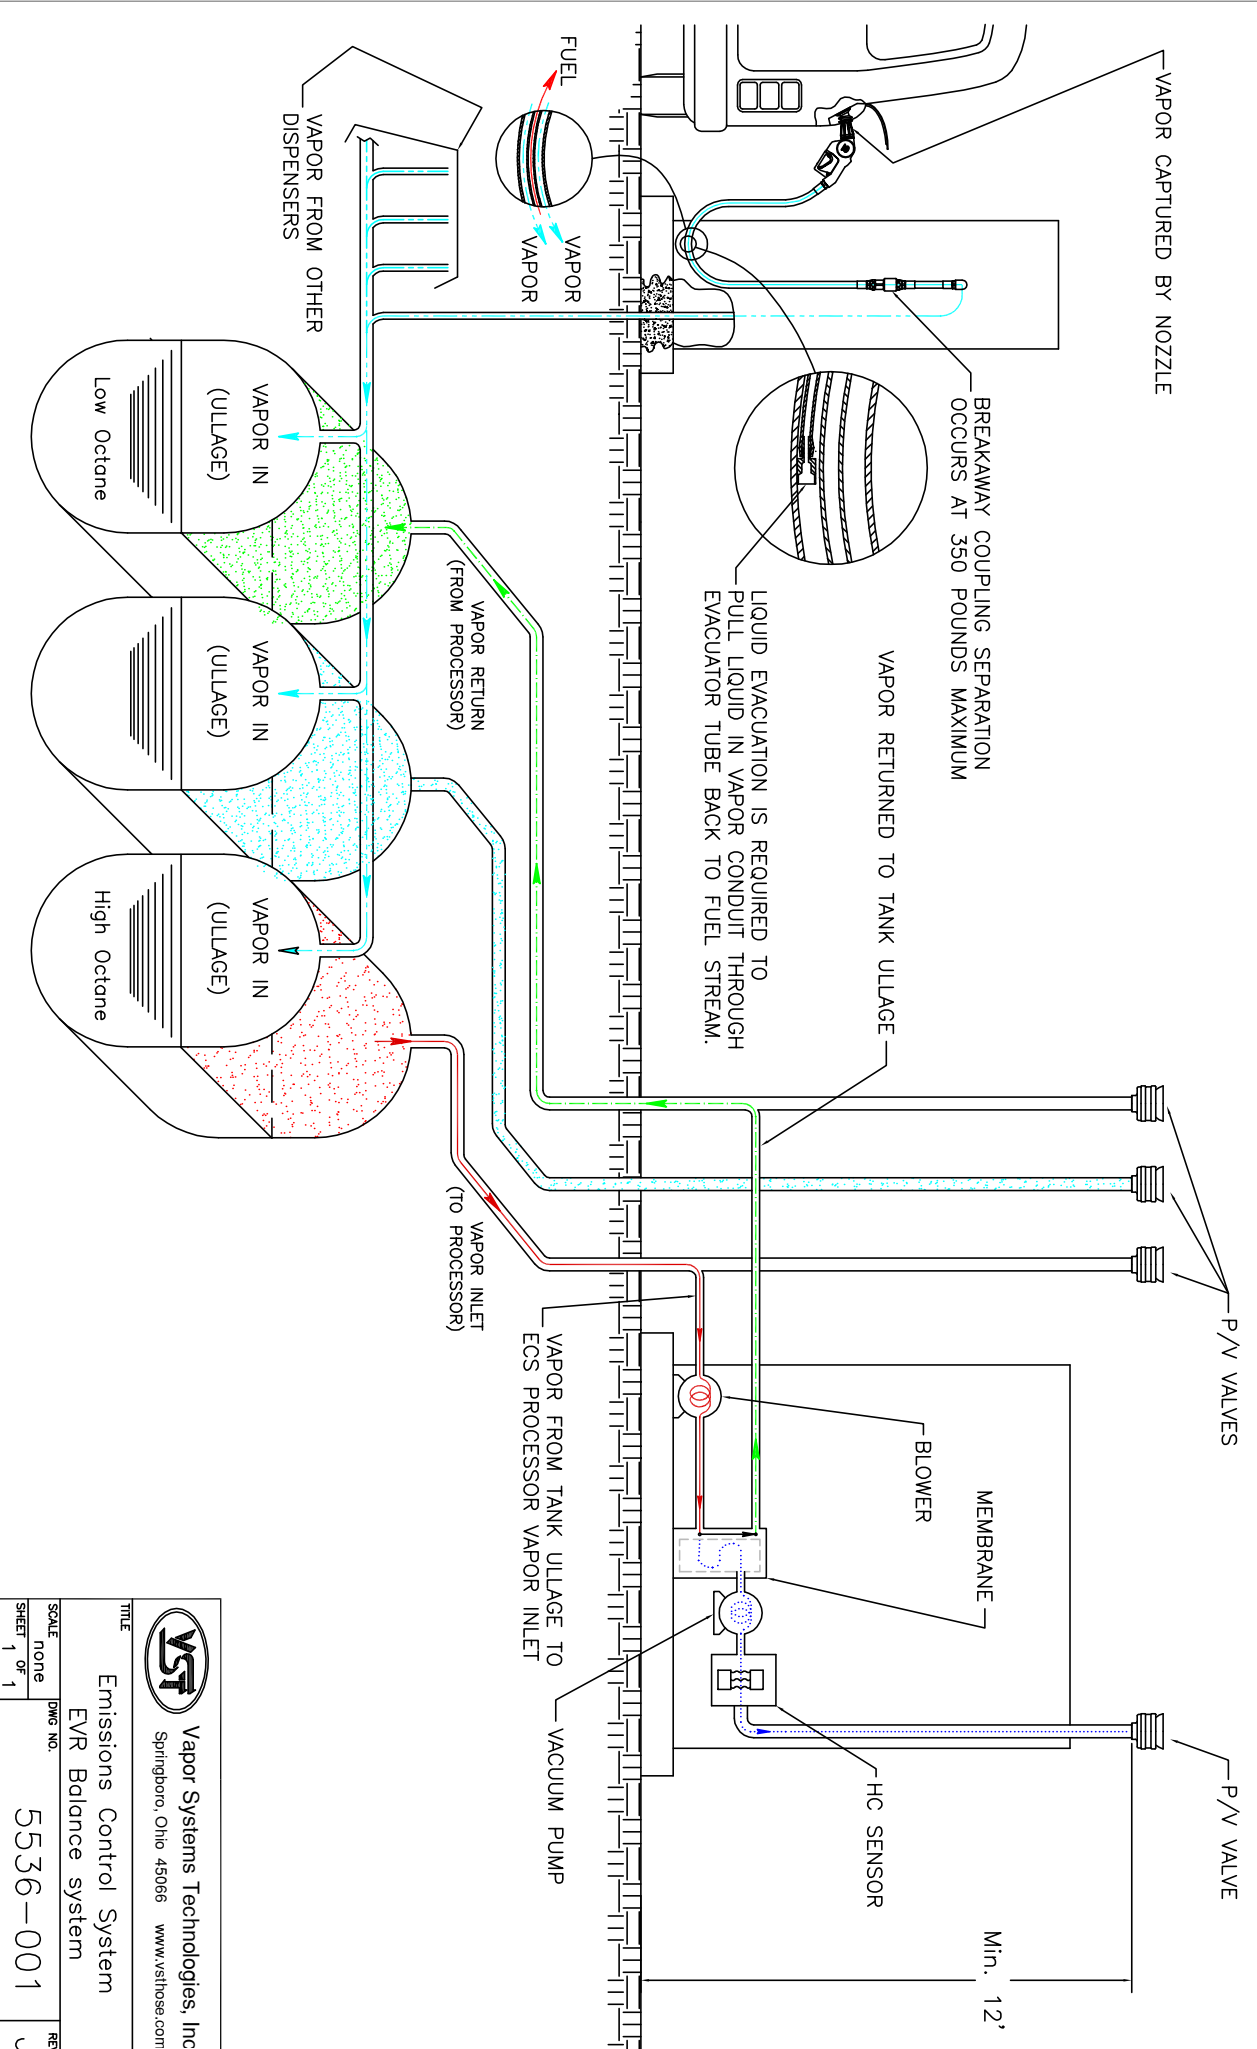 VAPOR CAPTURED BY NOZZLE
P/V VALVES
P/V VALVE
BREAKAWAY COUPLING SEPARATION
OCCURS AT 350 POUNDS MAXIMUM
Min. 12'
MEMBRANE
BLOWER
HC SENSOR
VAPOR RETURNED TO TANK ULLAGE
LIQUID EVACUATION IS REQUIRED TO
PULL LIQUID IN VAPOR CONDUIT THROUGH
EVACUATOR TUBE BACK TO FUEL STREAM.
FUEL
VAPOR
VAPOR
VAPOR FROM TANK ULLAGE TO
ECS PROCESSOR VAPOR INLET
VACUUM PUMP
VAPOR RETURN
(FROM PROCESSOR)
VAPOR INLET
(TO PROCESSOR)
VAPOR FROM OTHER
DISPENSERS
VAPOR IN
(ULLAGE)
VAPOR IN
(ULLAGE)
VAPOR IN
(ULLAGE)
Low Octane
High Octane
VST
Vapor Systems Technologies, Inc
Springboro, Ohio 45066 www.vsthose.com
TITLE
Emissions Control System
EVR Balance system
SCALE
none
DWG NO.
5536-001
REV
SHEET OF
1 1